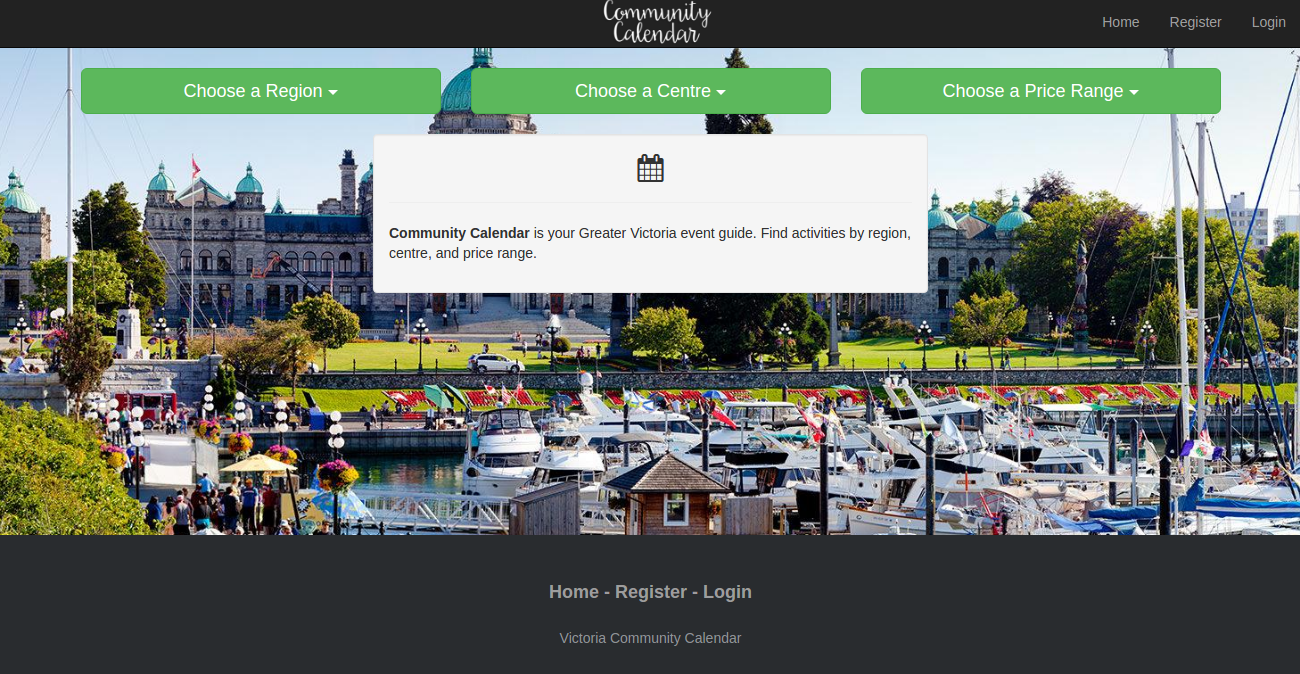 Community
Calendar
Home
Register
Login
Choose a Region
Choose a Centre
Choose a Price Range
Community Calendar is your Greater Victoria event guide. Find activities by region,
centre, and price range.
Home - Register - Login
Victoria Community Calendar